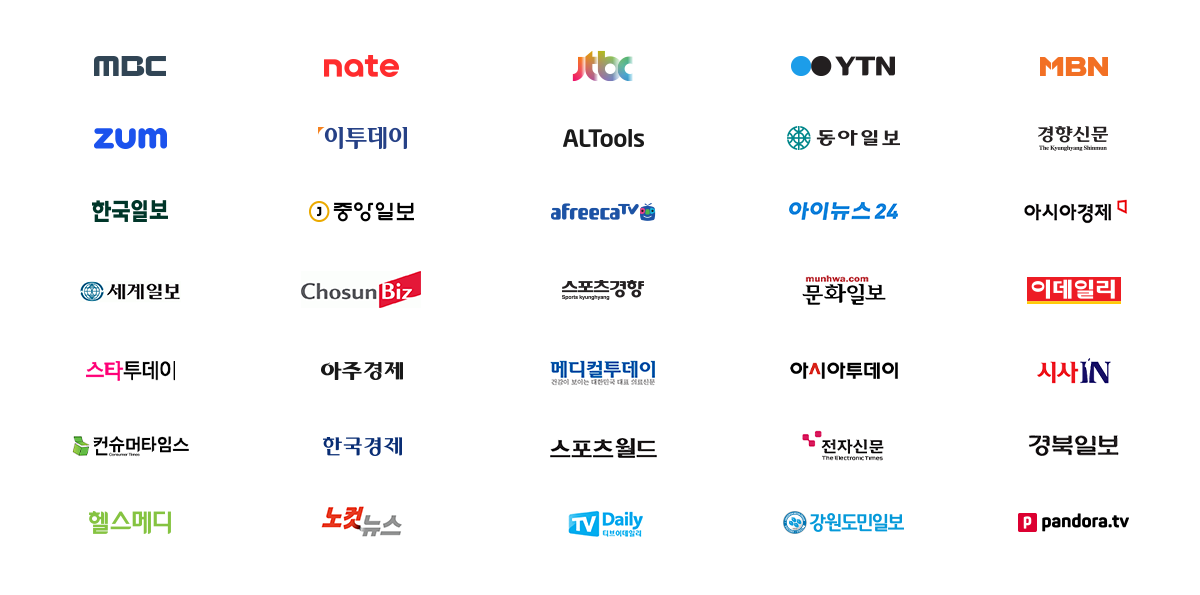 MBC
nate
jtbc
YTN
MBN
zum
이투데이
ALTools
동아일보
경향신문
The Kyunghyang Shinmun
한국일보
J 중앙일보
afreecaTV
아이뉴스 24
아시아경제
세계일보
ChosunBiz
스포츠경향
Sports kyunghyang
munhwa.com
문화일보
이데일리
스타투데이
아주경제
메디컬투데이
건강이 보이는 대한민국 대표 의료신문
아시아투데이
시사IN
컨슈머타임스
Consumer Times
한국경제
스포츠월드
전자신문
The Electronic Times
경북일보
헬스메디
노컷뉴스
TV Daily
티브이데일리
강원도민일보
P pandora.tv